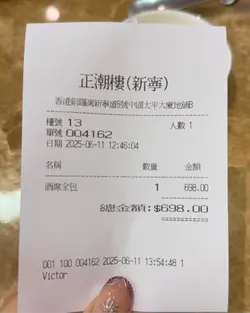 正潮樓(新寧)
香港銅鑼灣新寧道5號中國太平大廈地鋪B
檯號 13 人數 1
單號 004162
日期 2025-06-11 12:46:04
名稱 數量 金額
酒席全包 1 698.00
總金額:$698.00
001 100 004162 2025-06-11 13:54:48 1
Victor